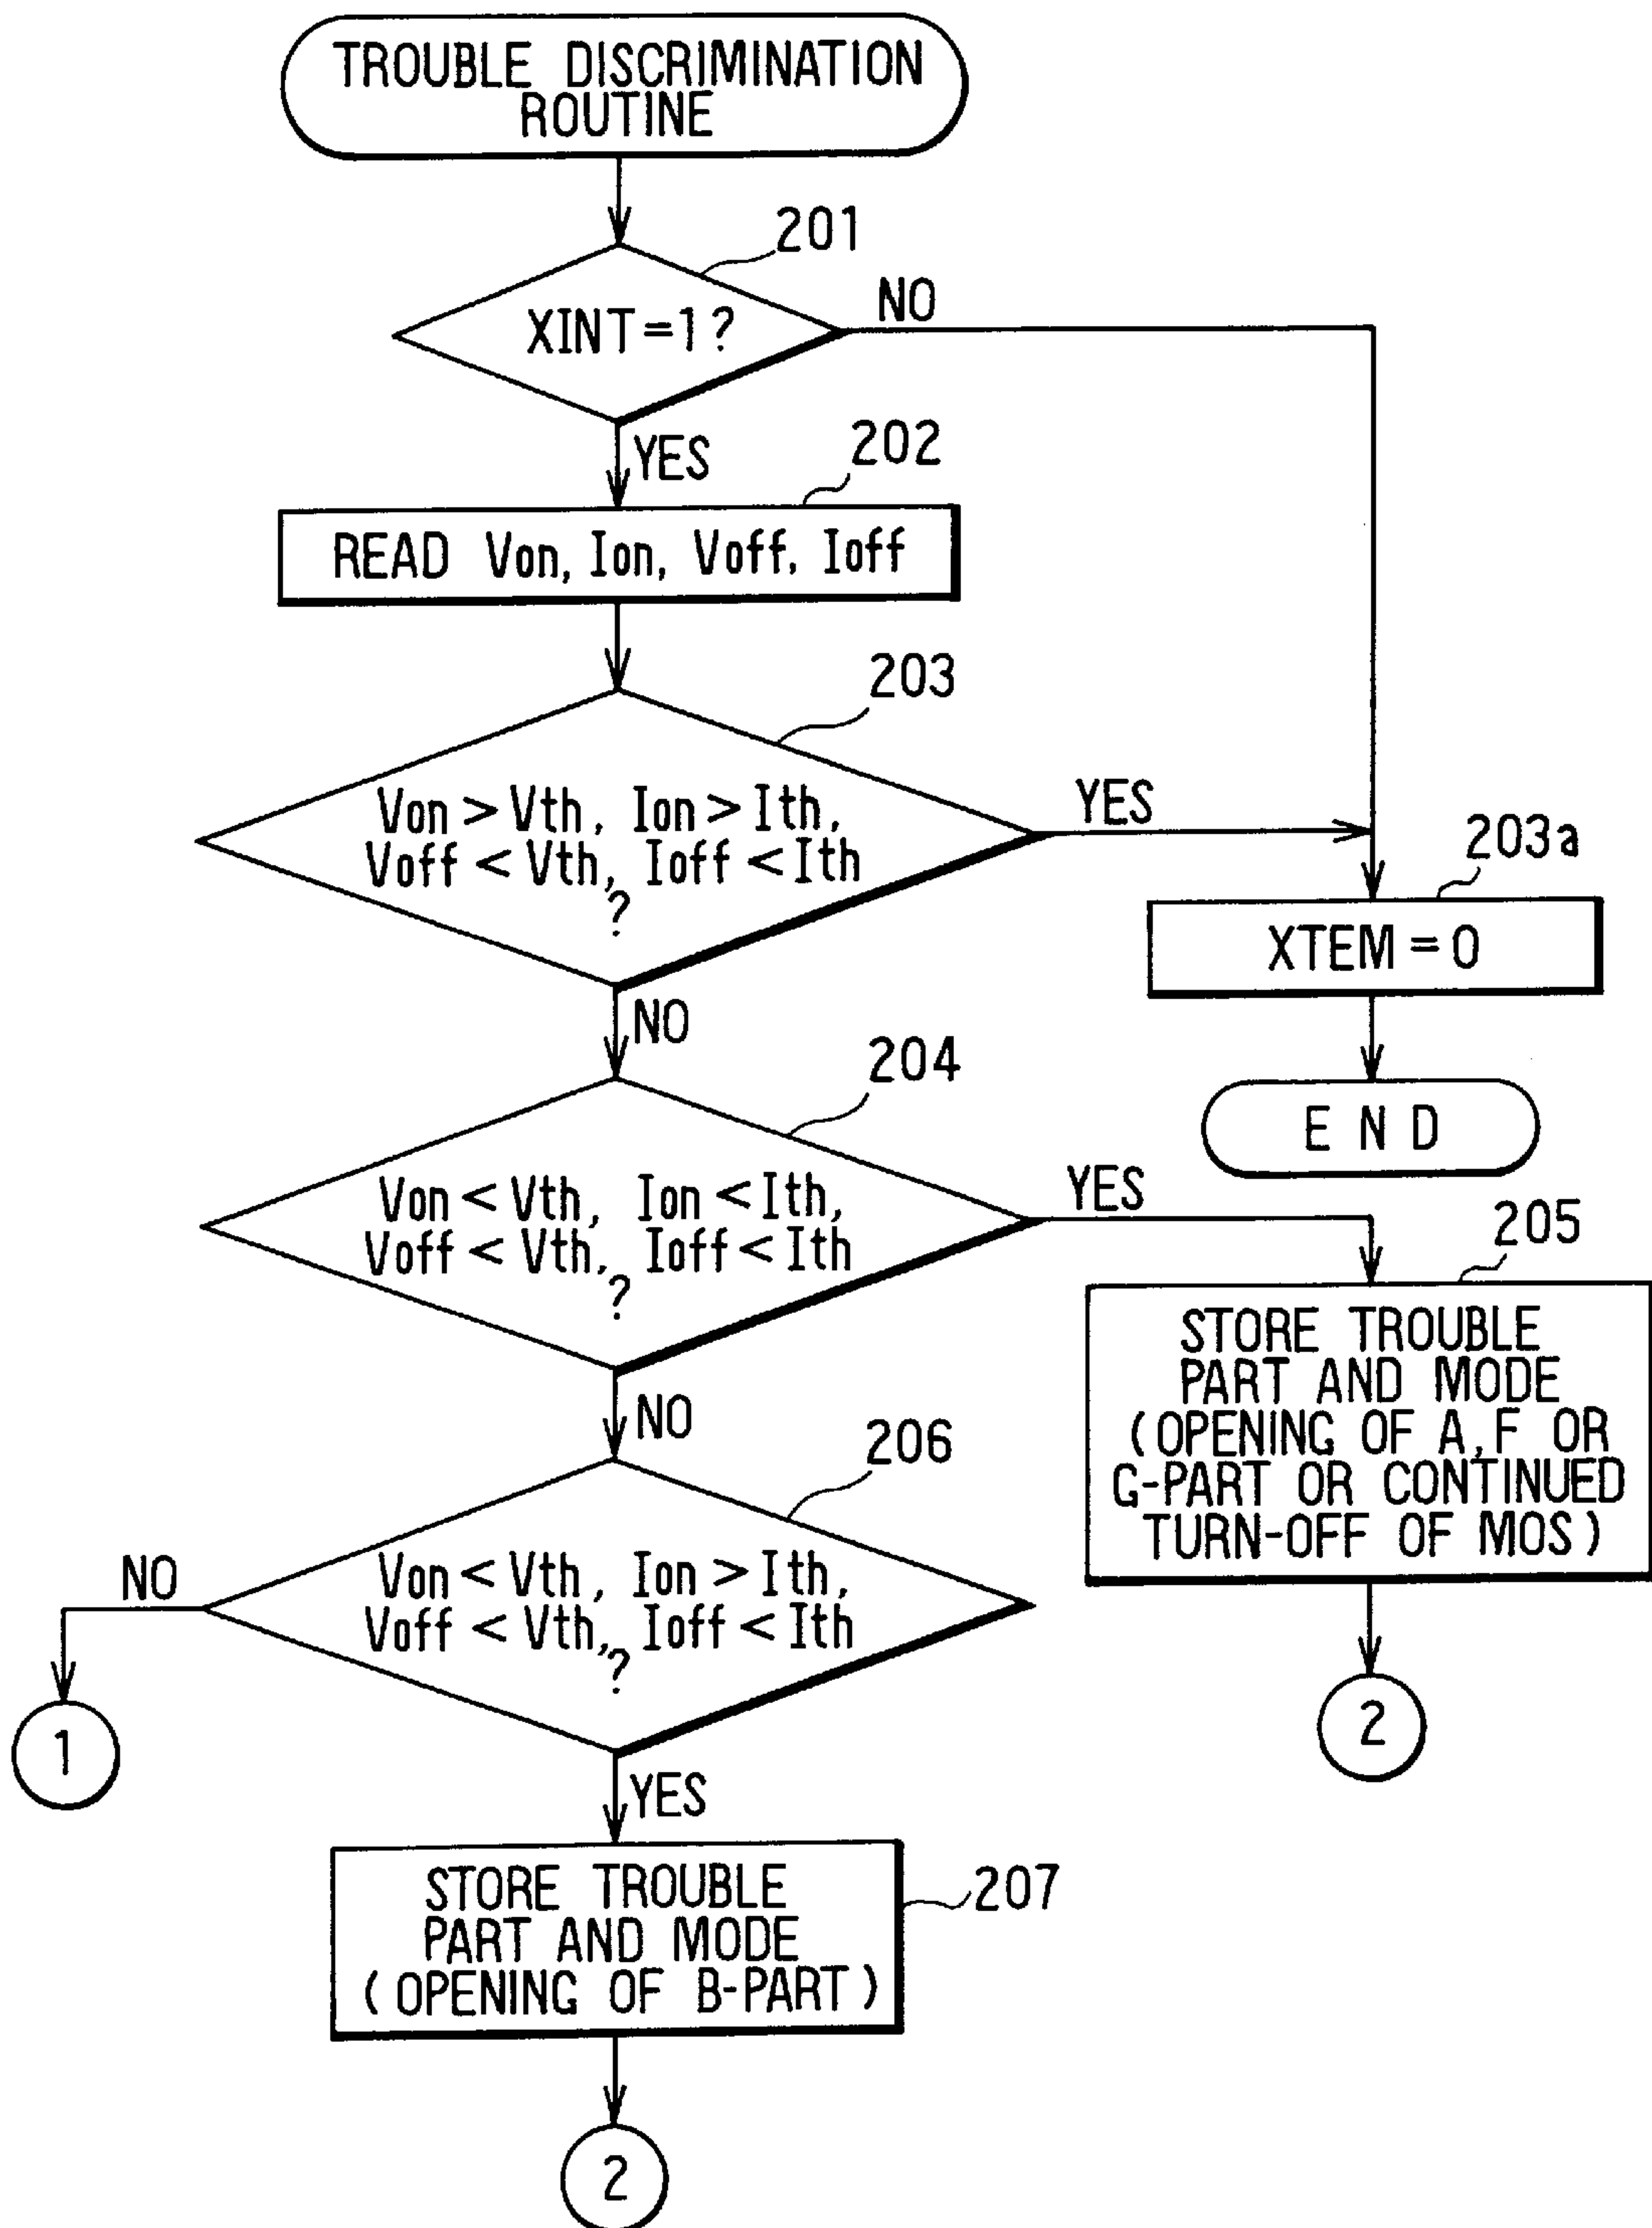 TROUBLE DISCRIMINATION
ROUTINE
201
XINT=1?
NO
YES
202
READ Von, Ion, Voff, Ioff
203
Von > Vth, Ion > Ith,
Voff < Vth, Ioff < Ith
?
YES
203a
XTEM = 0
END
NO
204
Von < Vth, Ion < Ith,
Voff < Vth, Ioff < Ith
?
YES
205
STORE TROUBLE
PART AND MODE
(OPENING OF A, F OR
G-PART OR CONTINUED
TURN-OFF OF MOS)
2
NO
206
Von < Vth, Ion > Ith,
Voff < Vth, Ioff < Ith
?
NO
1
YES
207
STORE TROUBLE
PART AND MODE
(OPENING OF B-PART)
2